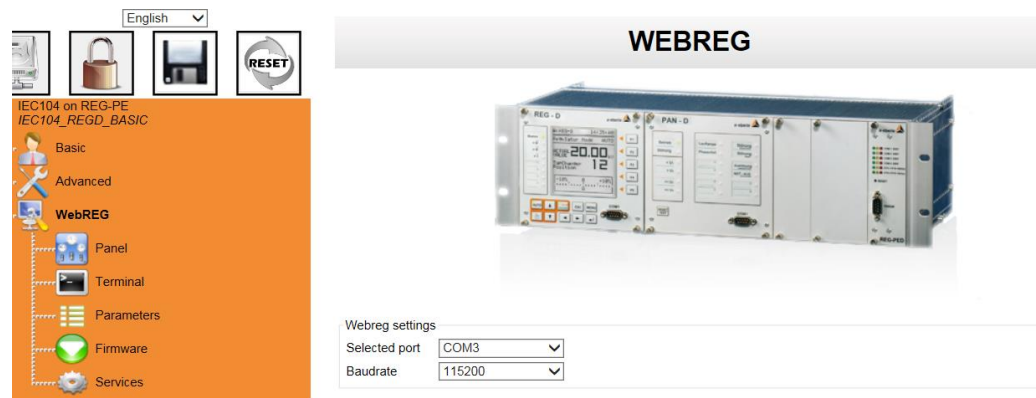 English
RESET
IEC104 on REG-PE
IEC104_REGD_BASIC
Basic
Advanced
WebREG
Panel
Terminal
Parameters
Firmware
Services
WEBREG
REG - D
PAN - D
20.00
12
REG-PED
Webreg settings
Selected port
COM3
Baudrate
115200